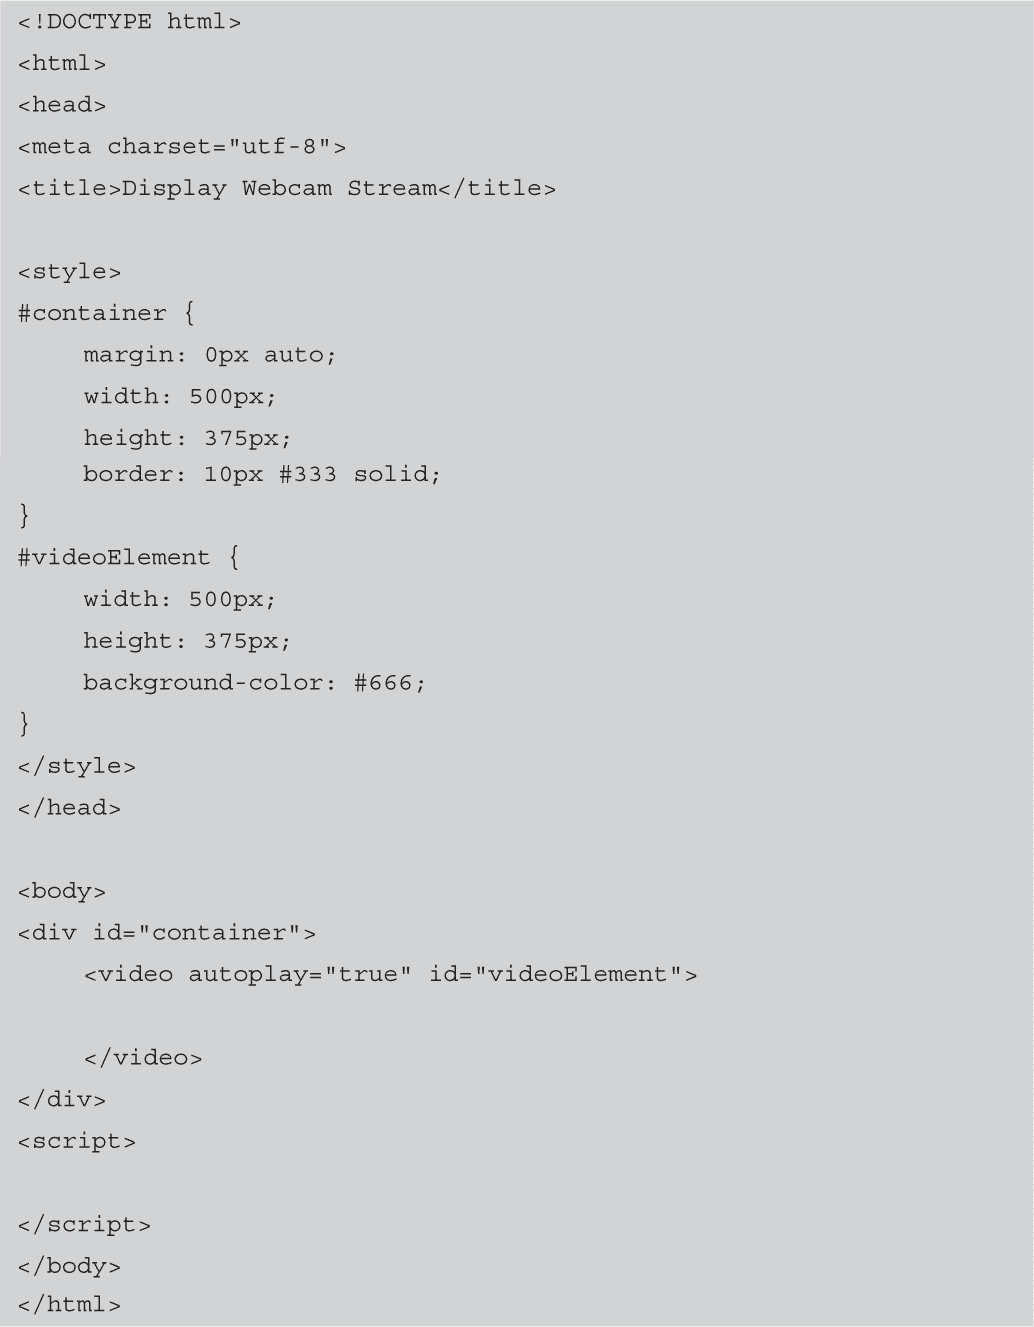 <!DOCTYPE html>
<html>
<head>
<meta charset="utf-8">
<title>Display Webcam Stream</title>
<style>
#container {
margin: 0px auto;
width: 500px;
height: 375px;
border: 10px #333 solid;
}
#videoElement {
width: 500px;
height: 375px;
background-color: #666;
}
</style>
</head>
<body>
<div id="container">
<video autoplay="true" id="videoElement">
</video>
</div>
<script>
</script>
</body>
</html>